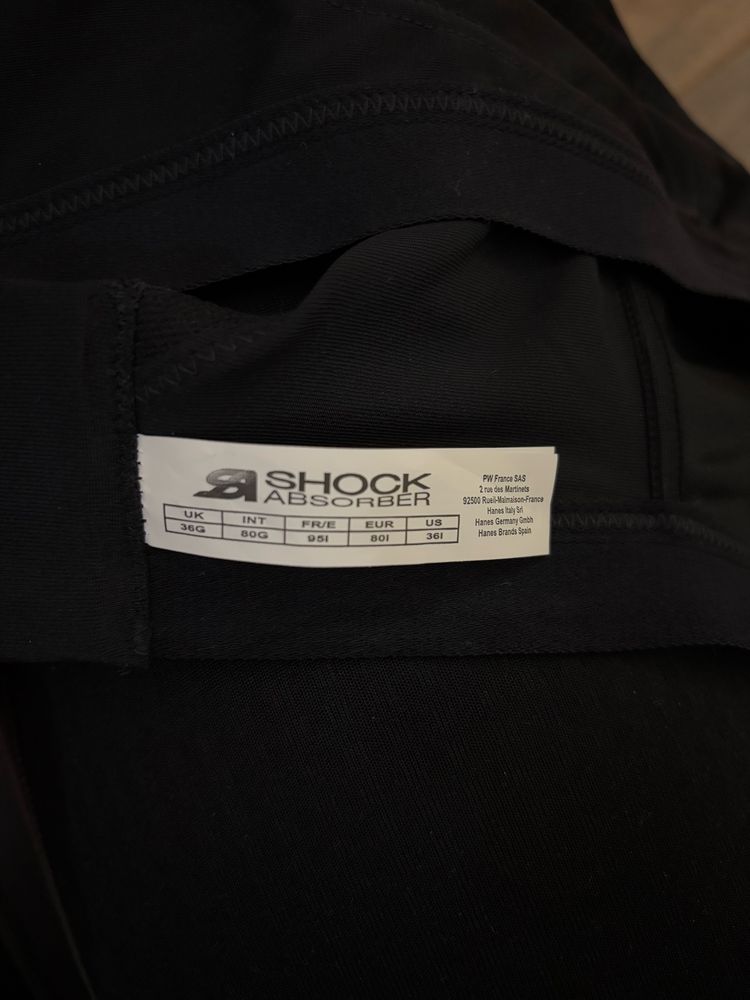 SHOCK
ABSORBER
UK INT FR/E EUR US
36G 80G 95I 80I 36I
PW France SAS
2 rue des Martinets
92500 Rueil-Malmaison-France
Hanes Italy Srl
Hanes Germany Gmbh
Hanes Brands Spain